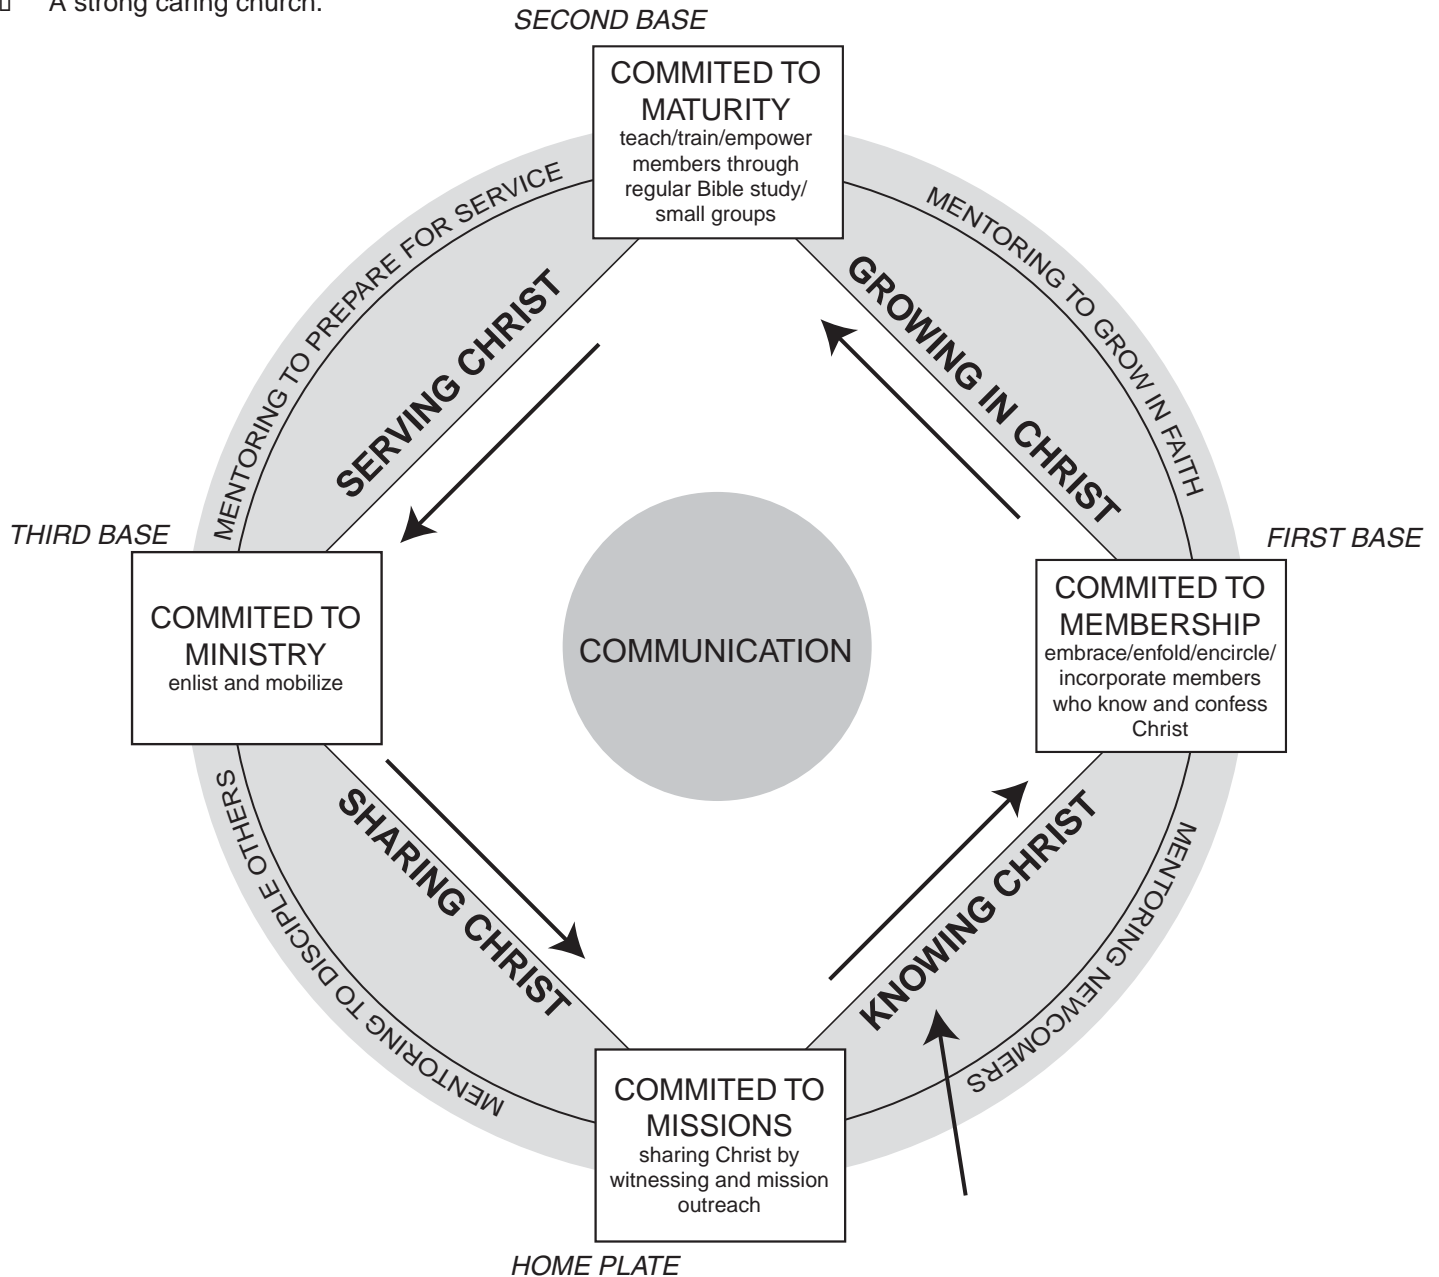 A strong caring church.
SECOND BASE
COMMITED TO
MATURITY
teach/train/empower
members through
regular Bible study/
small groups
MENTORING TO PREPARE FOR SERVICE
MENTORING TO GROW IN FAITH
SERVING CHRIST
GROWING IN CHRIST
THIRD BASE
FIRST BASE
COMMITED TO
MINISTRY
enlist and mobilize
COMMUNICATION
COMMITED TO
MEMBERSHIP
embrace/enfold/encircle/
incorporate members
who know and confess
Christ
SHARING CHRIST
KNOWING CHRIST
MENTORING TO DISCIPLE OTHERS
MENTORING NEWCOMERS
COMMITED TO
MISSIONS
sharing Christ by
witnessing and mission
outreach
HOME PLATE